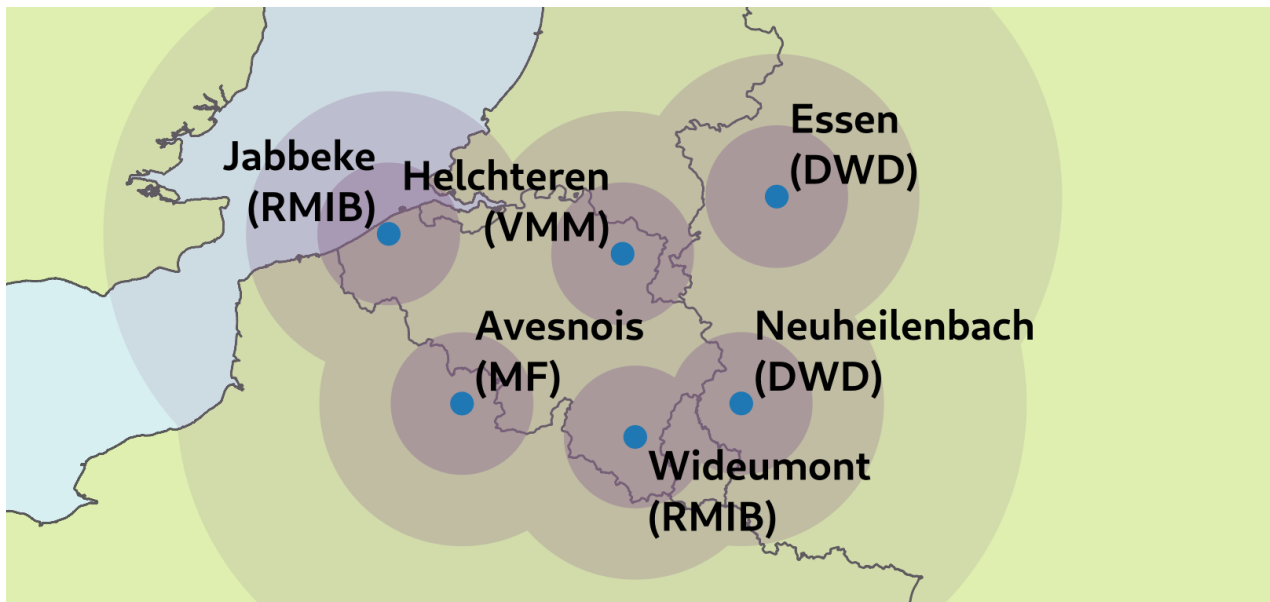 Essen
(DWD)
Jabbeke
(RMIB)
Helchteren
(VMM)
Avesnois
(MF)
Neuheilenbach
(DWD)
Wideumont
(RMIB)